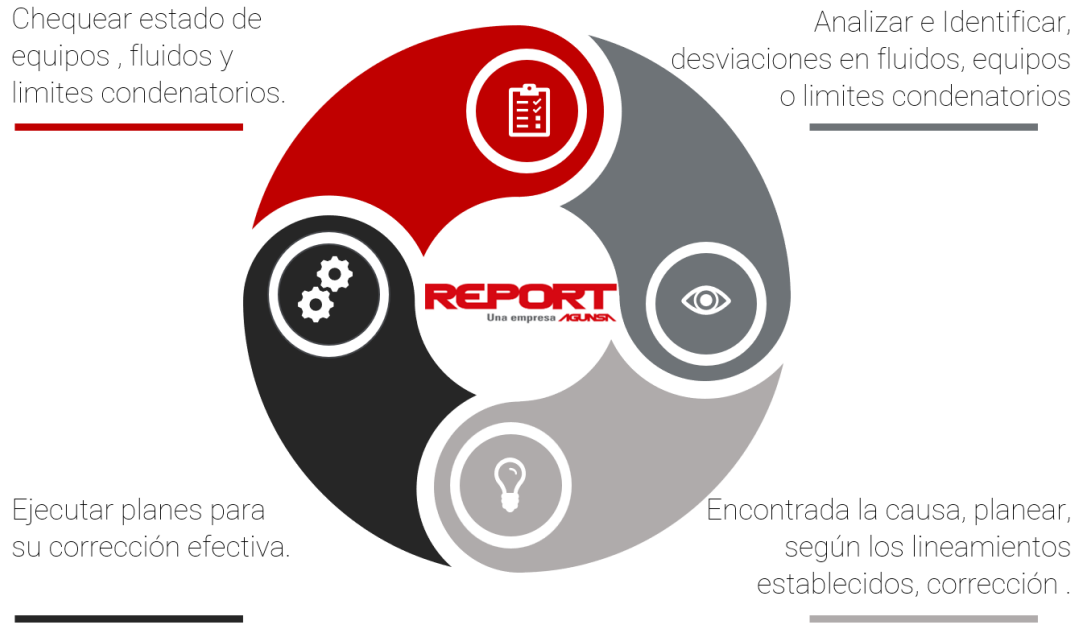 Chequear estado de
equipos , fluidos y
limites condenatorios.
Analizar e Identificar,
desviaciones en fluidos, equipos
o limites condenatorios
REPORT
Una empresa AGUNSA
Ejecutar planes para
su corrección efectiva.
Encontrada la causa, planear,
según los lineamientos
establecidos, corrección .